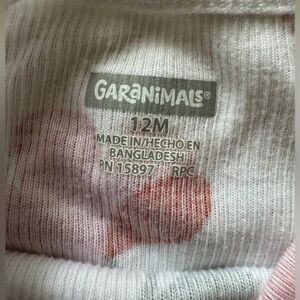 GARANIMALS®
12M
MADE IN/HECHO EN
BANGLADESH
RN 15897 RPC